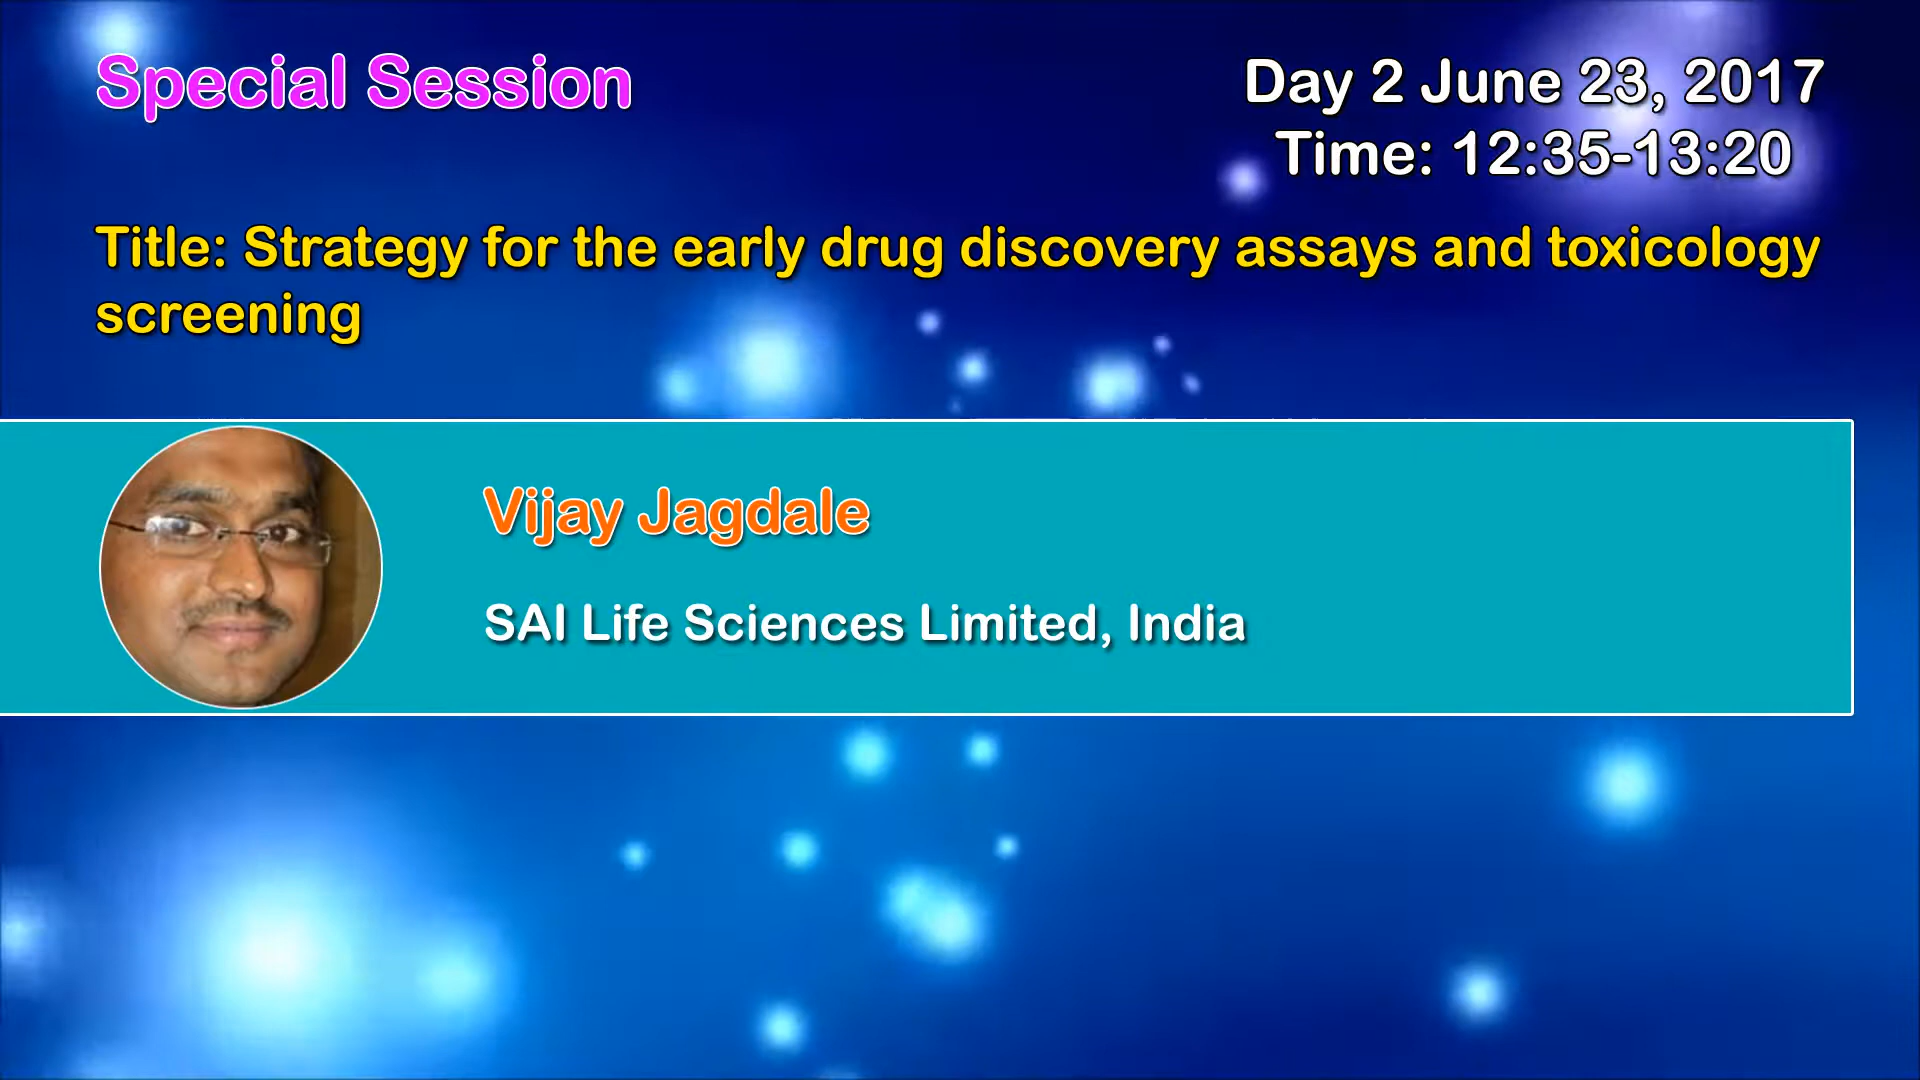 Special Session
Day 2 June 23, 2017
Time: 12:35-13:20
Title: Strategy for the early drug discovery assays and toxicology
screening
Vijay Jagdale
SAI Life Sciences Limited, India